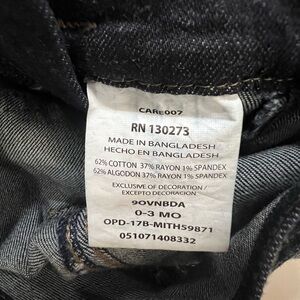 CARE007
RN 130273
MADE IN BANGLADESH
HECHO EN BANGLADESH
62% COTTON 37% RAYON 1% SPANDEX
62% ALGODON 37% RAYON 1% SPANDEX
EXCLUSIVE OF DECORATION /
EXCEPTO DECORACION
9OVNBDA
0-3 MO
OPD-17B-MITH59871
051071408332